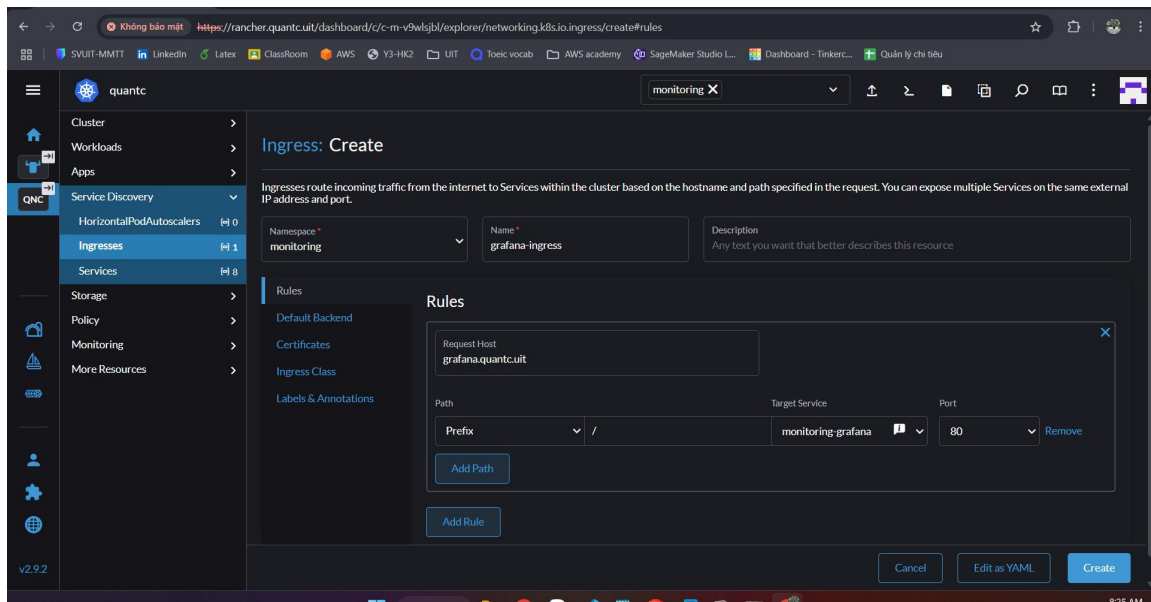 Không bảo mật https://rancher.quantc.uit/dashboard/c/c-m-v9wlsjbl/explorer/networking.k8s.io.ingress/create#rules
SVUIT-MMTT LinkedIn Latex ClassRoom AWS Y3-HK2 UIT Toeic vocab AWS academy SageMaker Studio L... Dashboard - Tinkerc... Quản lý chi tiêu
quantc
monitoring X
QNC
Cluster
Workloads
Apps
Service Discovery
HorizontalPodAutoscalers 0
Ingresses 1
Services 8
Storage
Policy
Monitoring
More Resources
v2.9.2
Ingress: Create
Ingresses route incoming traffic from the internet to Services within the cluster based on the hostname and path specified in the request. You can expose multiple Services on the same external
IP address and port.
Namespace *
monitoring
Name *
grafana-ingress
Description
Any text you want that better describes this resource
Rules
Default Backend
Certificates
Ingress Class
Labels & Annotations
Rules
Request Host
grafana.quantc.uit
Path Target Service Port
Prefix / monitoring-grafana 80 Remove
Add Path
Add Rule
Cancel Edit as YAML Create
8:25 AM